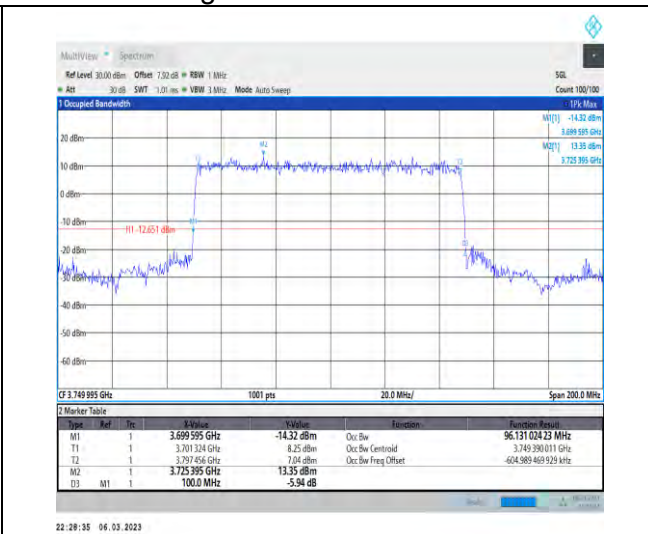 MultiView Spectrum
Ref Level 30.00 dBm Offset 7.92 dB RBW 1 MHz SGL
Att 30 dB SWT 1.01 ms VBW 3 MHz Mode Auto Sweep Count 100/100
1 Occupied Bandwidth 1Pk Max
M1[1] -14.32 dBm
3.699 595 GHz
M2[1] 13.35 dBm
3.725 395 GHz
20 dBm
M2
10 dBm
0 dBm
-10 dBm
H1 -12.651 dBm
-20 dBm
-30 dBm
-40 dBm
-50 dBm
-60 dBm
CF 3.749 995 GHz 1001 pts 20.0 MHz/ Span 200.0 MHz
2 Marker Table
Type Ref Trc X-Value Y-Value Function Function Result
M1 1 3.699 595 GHz -14.32 dBm Occ Bw 96.131 024 23 MHz
T1 1 3.701 324 GHz 8.25 dBm Occ Bw Centroid 3.749 390 011 GHz
T2 1 3.797 456 GHz 7.04 dBm Occ Bw Freq Offset -604.989 469 929 kHz
M2 1 3.725 395 GHz 13.35 dBm
D3 M1 1 100.0 MHz -5.94 dB
22:28:35 06.03.2023